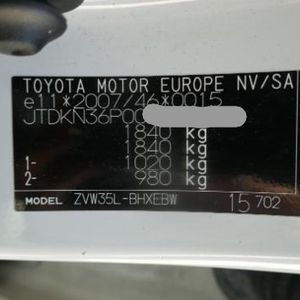 TOYOTA MOTOR EUROPE NV/SA
e11*2007/46*0015
JTDKN36P00
1840 kg
1840 kg
1- 1020 kg
2- 980 kg
MODEL ZVW35L-BHXEBW 15 702